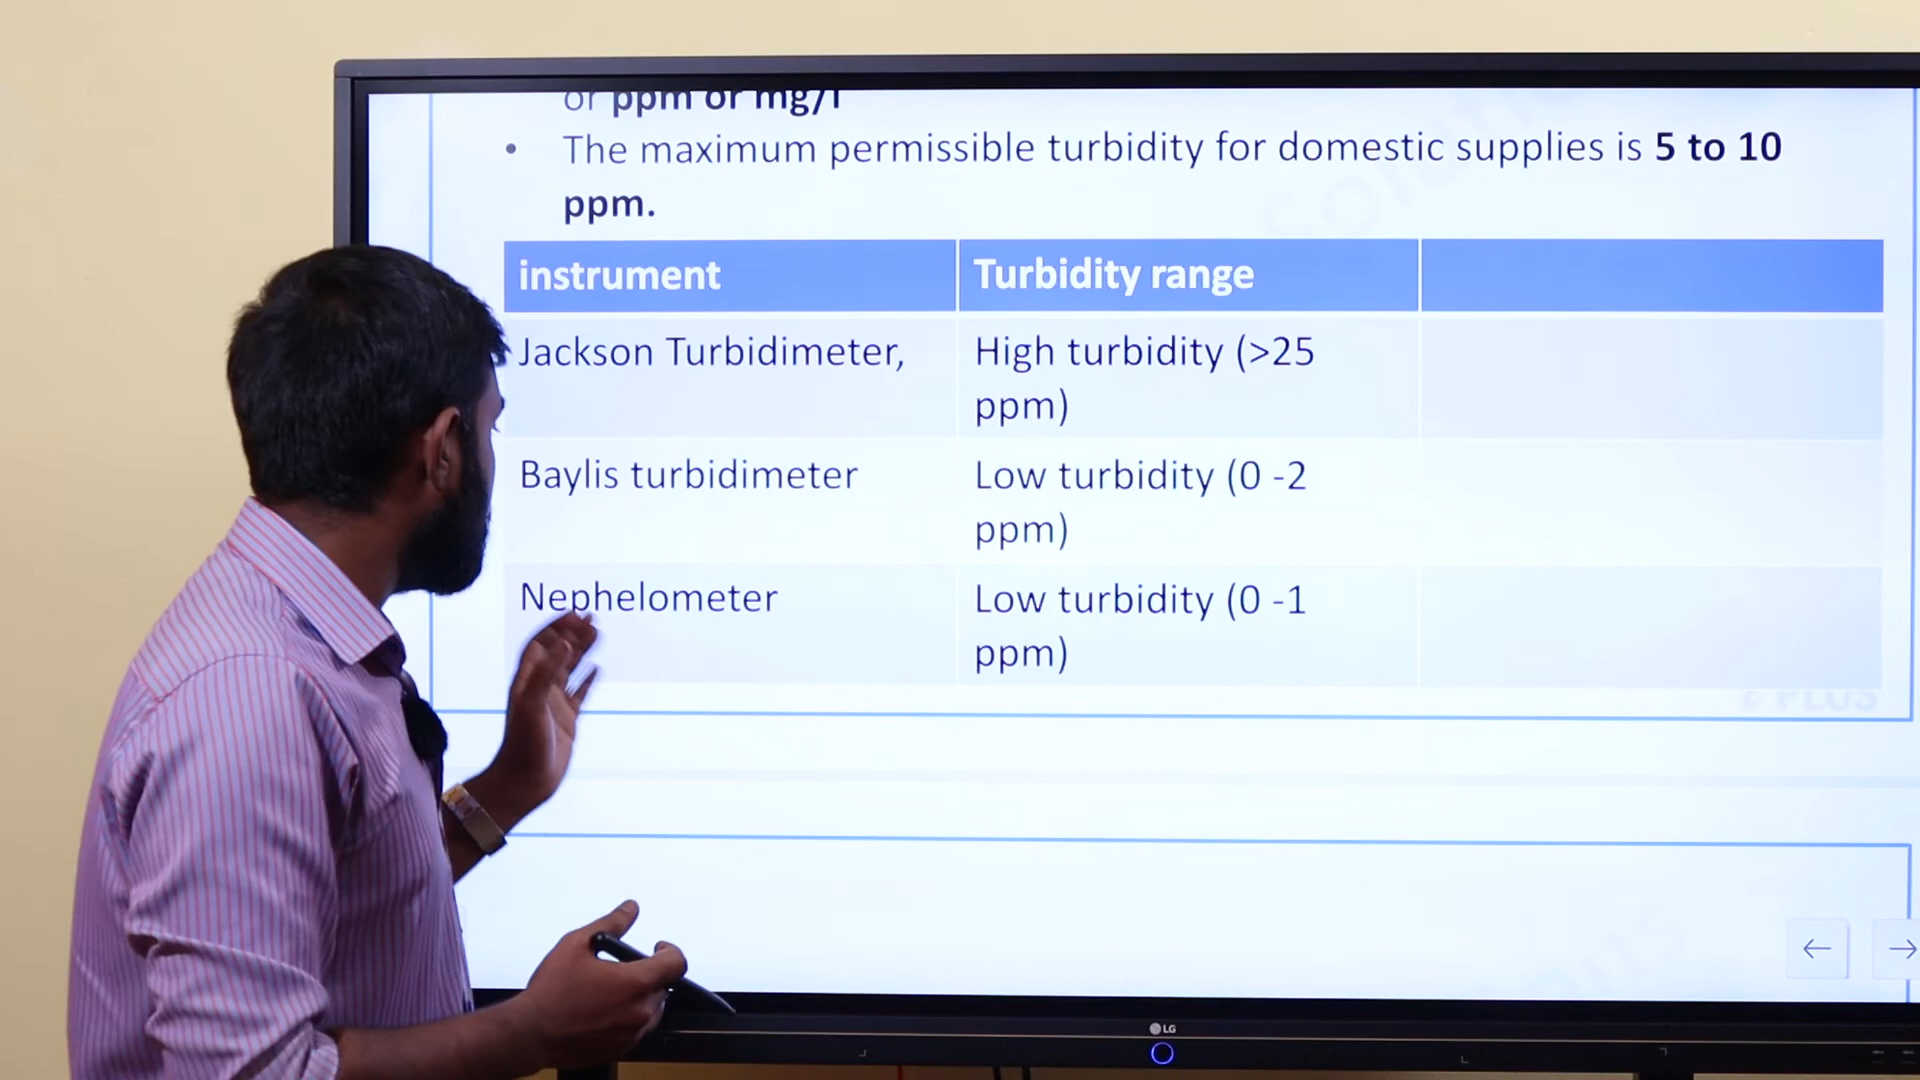 or ppm or mg/l
• The maximum permissible turbidity for domestic supplies is 5 to 10
ppm.
instrument Turbidity range
Jackson Turbidimeter, High turbidity (>25
ppm)
Baylis turbidimeter Low turbidity (0 -2
ppm)
Nephelometer Low turbidity (0 -1
ppm)
PLUS
LG